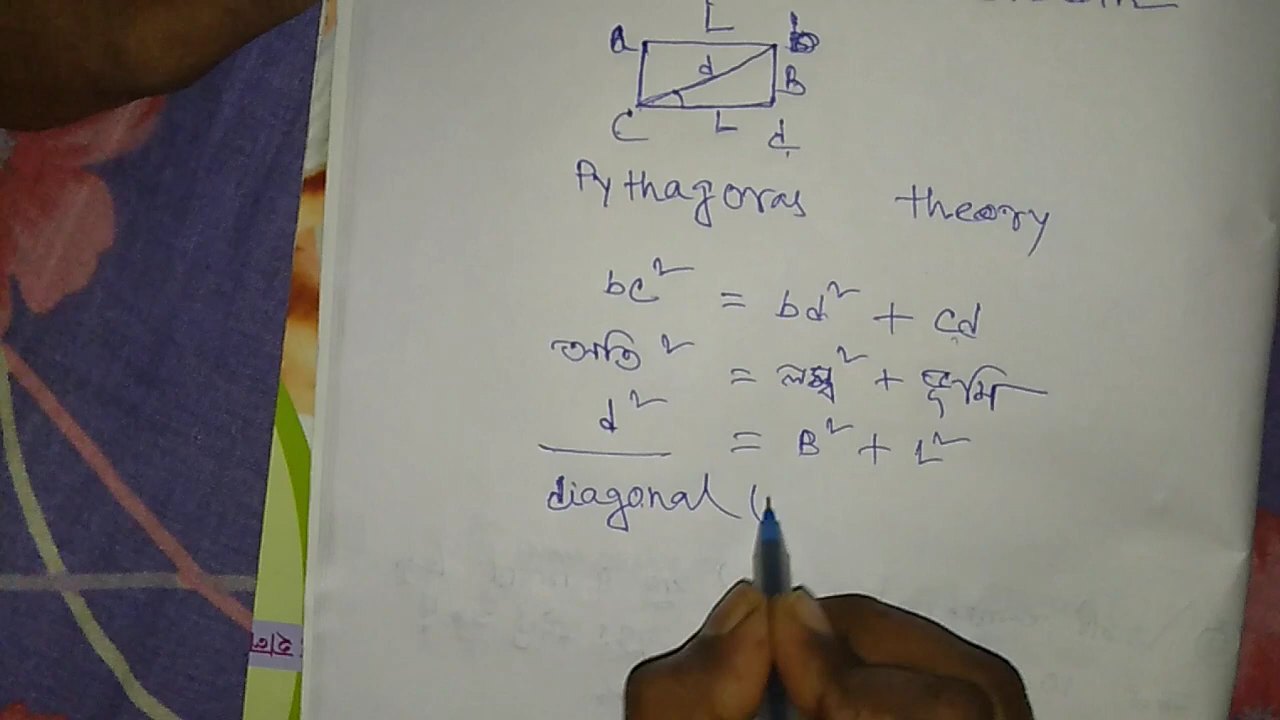 L
a b
d B
C L d
Pythagoras theory
bc² = bd² + cd
অতি² = লম্ব² + ভূমি
d² = B² + L²
diagonal (